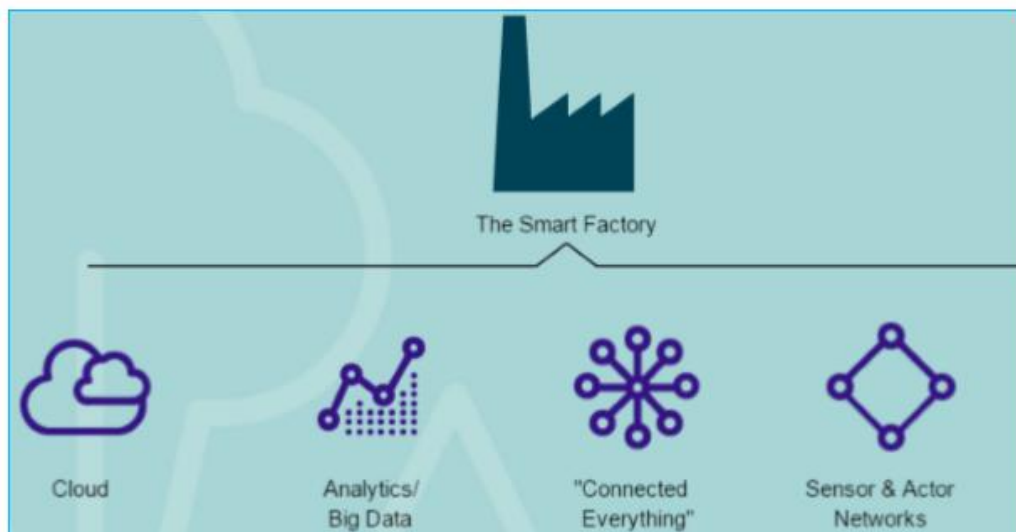 The Smart Factory
Cloud
Analytics/
Big Data
"Connected
Everything"
Sensor & Actor
Networks